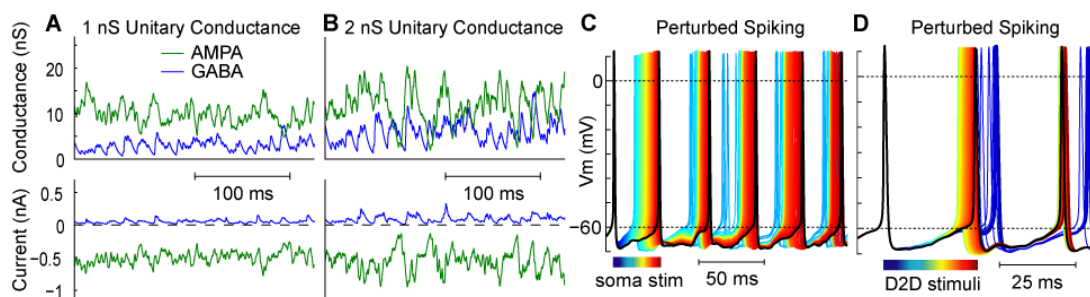 A 1 nS Unitary Conductance
B 2 nS Unitary Conductance
C Perturbed Spiking
D Perturbed Spiking
Conductance (nS)
20
10
0
AMPA
GABA
100 ms
100 ms
Current (nA)
0.5
0
−0.5
−1
Vm (mV)
0
−60
soma stim
50 ms
D2D stimuli
25 ms